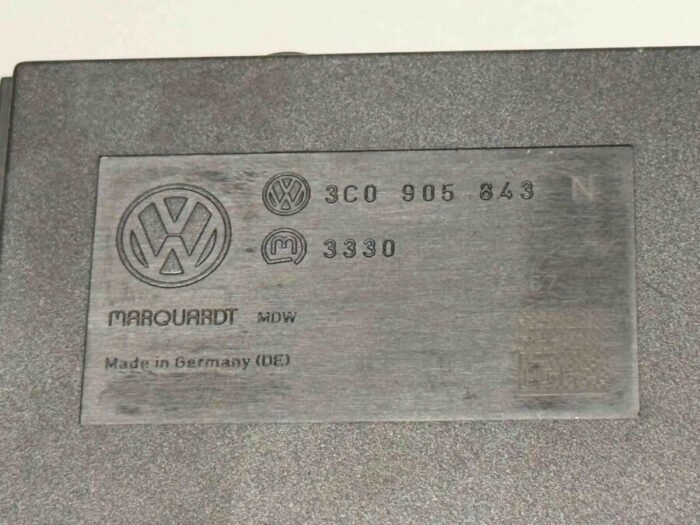 3C0 905 843 N
3330
MARQUARDT MDW
Made in Germany (DE)